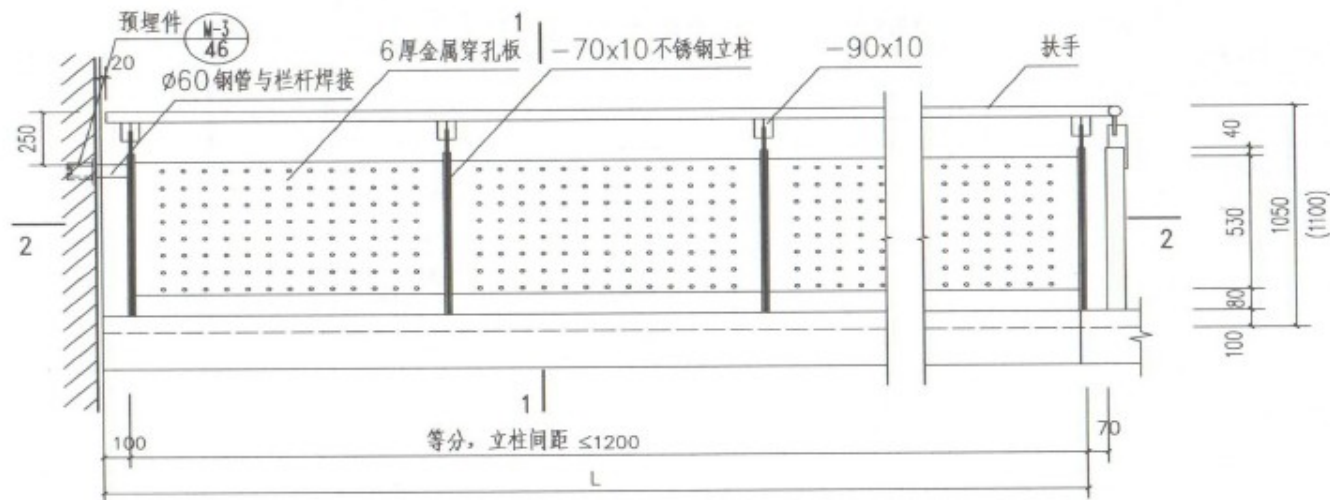 预埋件
M-3
46
1
6厚金属穿孔板
-70x10不锈钢立柱
-90x10
扶手
20
Ø60钢管与栏杆焊接
250
40
2
2
530
1050
(1100)
80
100
1
100
等分，立柱间距 ≤1200
70
L